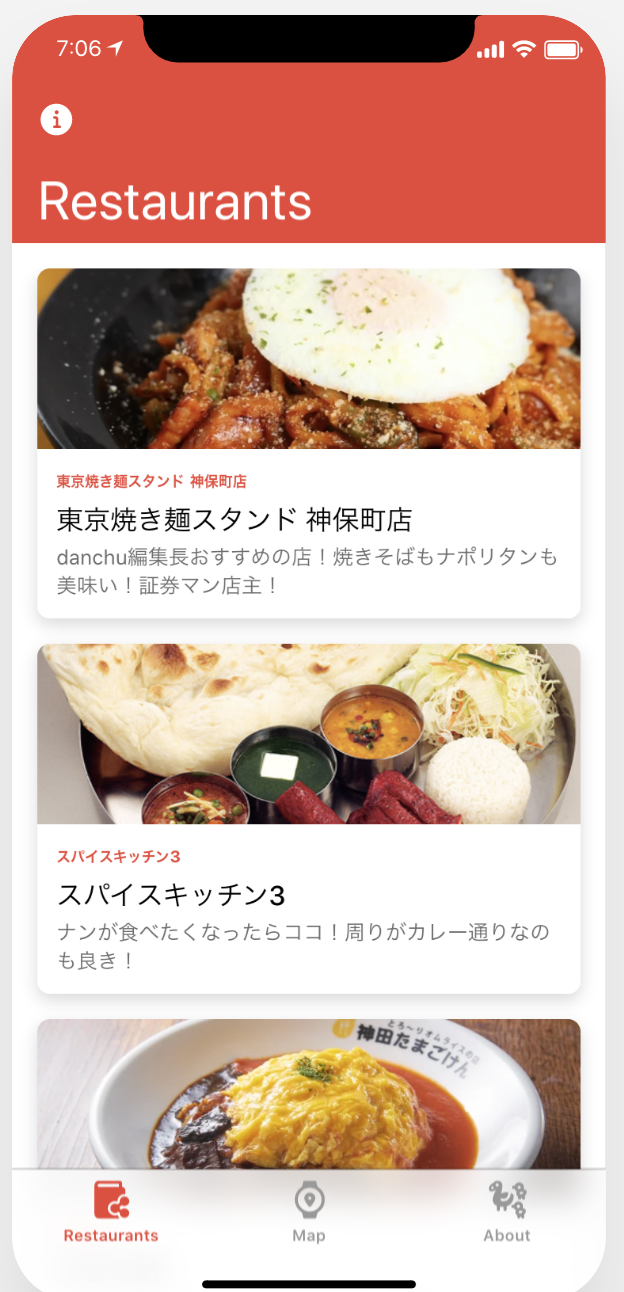 7:06
Restaurants
東京焼き麺スタンド 神保町店
東京焼き麺スタンド 神保町店
danchu編集長おすすめの店！焼きそばもナポリタンも
美味い！証券マン店主！
スパイスキッチン3
スパイスキッチン3
ナンが食べたくなったらココ！周りがカレー通りなの
も良き！
とろ〜りオムライスの店
神田たまごけん
Restaurants
Map
About